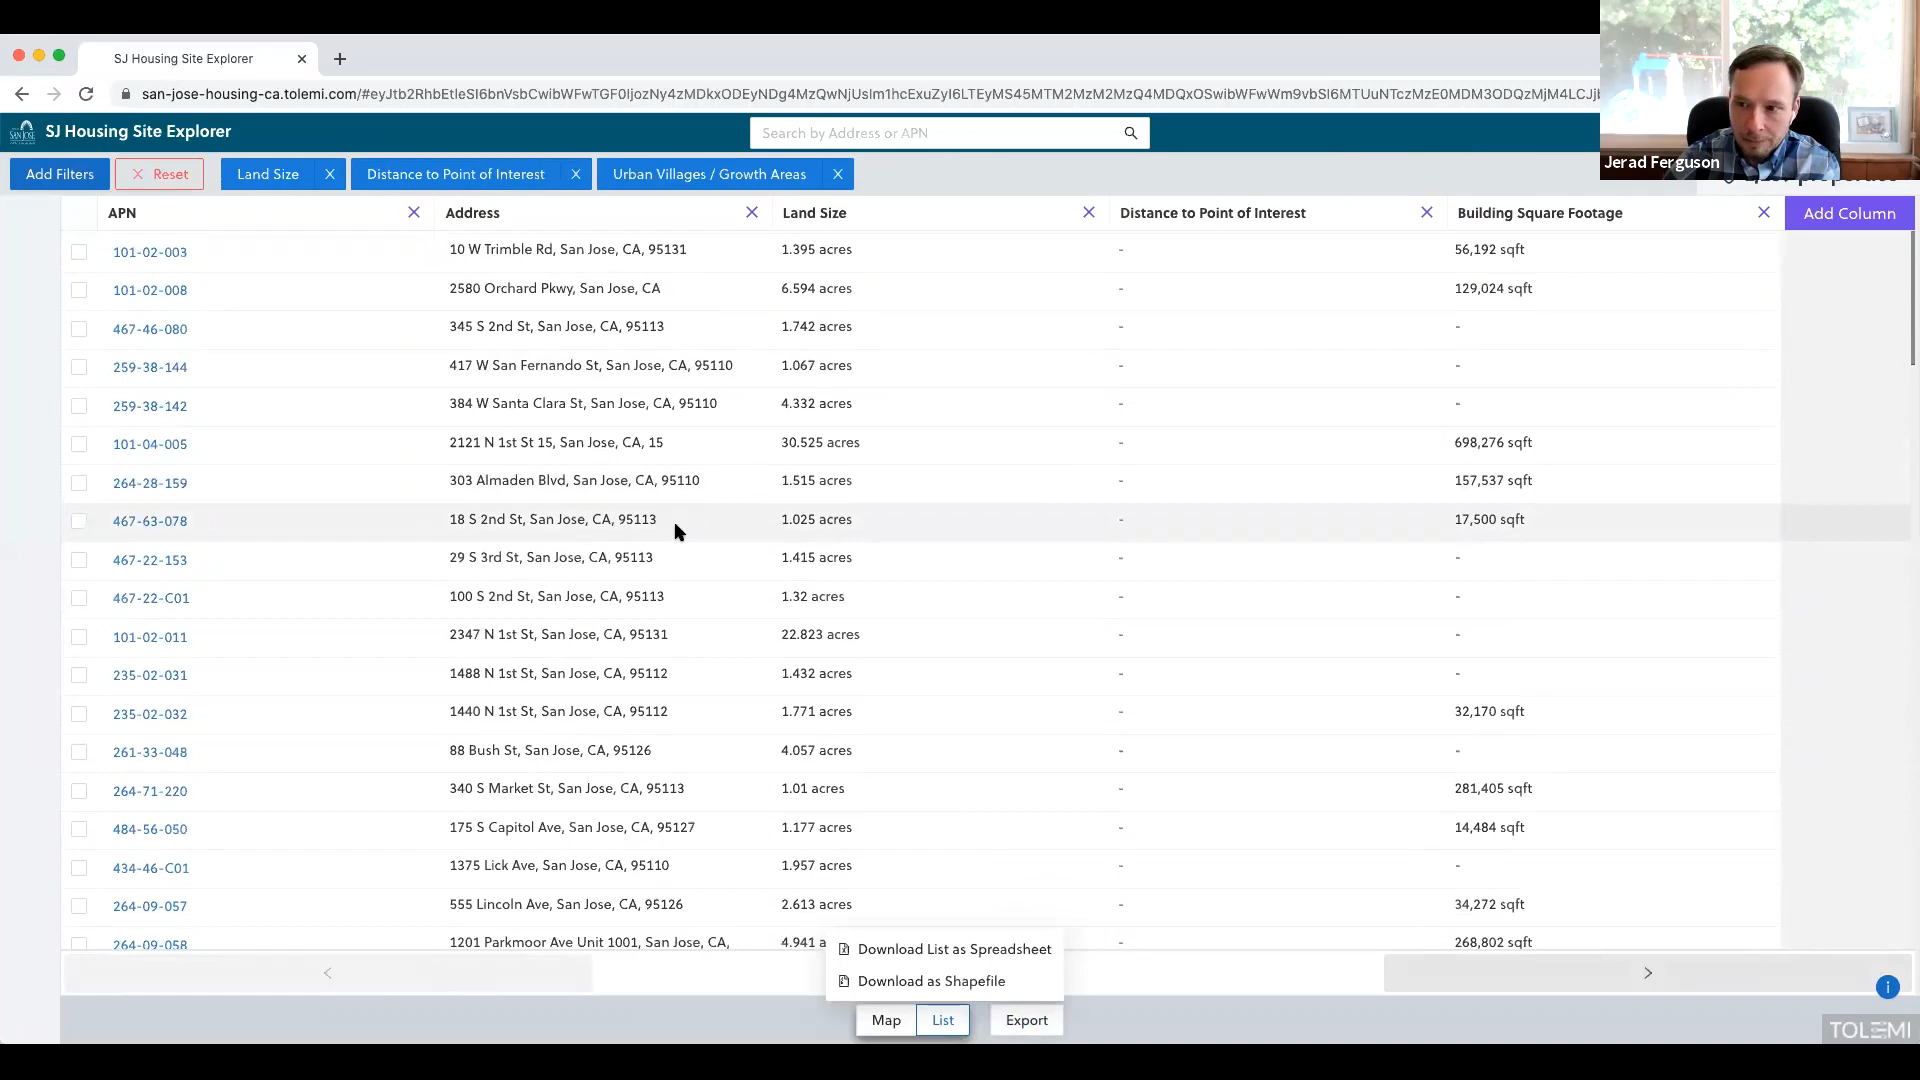 SJ Housing Site Explorer
san-jose-housing-ca.tolemi.com/#eyJtb2RhbEtleSI6bnVsbCwibWFwTGF0IjozNy4zMDkxODEyNDg4MzQwNjUsIm1hcExuZyI6LTEyMS45MTM2MzM2MzQ4MDQxOSwibWFwWm9vbSI6MTUuNTczMzE0MDM3ODQzMjM4LCJj
SJ Housing Site Explorer
Search by Address or APN
Jerad Ferguson
Add Filters
Reset
Land Size
Distance to Point of Interest
Urban Villages / Growth Areas
APN Address Land Size Distance to Point of Interest Building Square Footage Add Column
101-02-003 10 W Trimble Rd, San Jose, CA, 95131 1.395 acres - 56,192 sqft
101-02-008 2580 Orchard Pkwy, San Jose, CA 6.594 acres - 129,024 sqft
467-46-080 345 S 2nd St, San Jose, CA, 95113 1.742 acres - -
259-38-144 417 W San Fernando St, San Jose, CA, 95110 1.067 acres - -
259-38-142 384 W Santa Clara St, San Jose, CA, 95110 4.332 acres - -
101-04-005 2121 N 1st St 15, San Jose, CA, 15 30.525 acres - 698,276 sqft
264-28-159 303 Almaden Blvd, San Jose, CA, 95110 1.515 acres - 157,537 sqft
467-63-078 18 S 2nd St, San Jose, CA, 95113 1.025 acres - 17,500 sqft
467-22-153 29 S 3rd St, San Jose, CA, 95113 1.415 acres - -
467-22-C01 100 S 2nd St, San Jose, CA, 95113 1.32 acres - -
101-02-011 2347 N 1st St, San Jose, CA, 95131 22.823 acres - -
235-02-031 1488 N 1st St, San Jose, CA, 95112 1.432 acres - -
235-02-032 1440 N 1st St, San Jose, CA, 95112 1.771 acres - 32,170 sqft
261-33-048 88 Bush St, San Jose, CA, 95126 4.057 acres - -
264-71-220 340 S Market St, San Jose, CA, 95113 1.01 acres - 281,405 sqft
484-56-050 175 S Capitol Ave, San Jose, CA, 95127 1.177 acres - 14,484 sqft
434-46-C01 1375 Lick Ave, San Jose, CA, 95110 1.957 acres - -
264-09-057 555 Lincoln Ave, San Jose, CA, 95126 2.613 acres - 34,272 sqft
264-09-058 1201 Parkmoor Ave Unit 1001, San Jose, CA, 4.941 a - 268,802 sqft
Download List as Spreadsheet
Download as Shapefile
Map List Export
TOLEMI